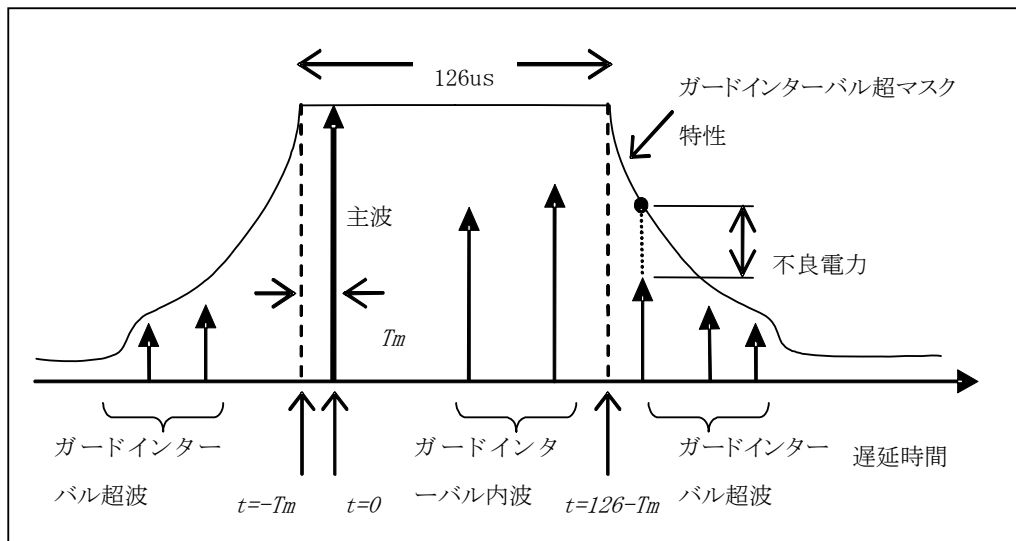 126us
ガードインターバル超マスク
特性
主波
不良電力
Tm
ガードインター
バル超波
ガードインタ
ーバル内波
ガードインター
バル超波
遅延時間
t=-Tm
t=0
t=126-Tm